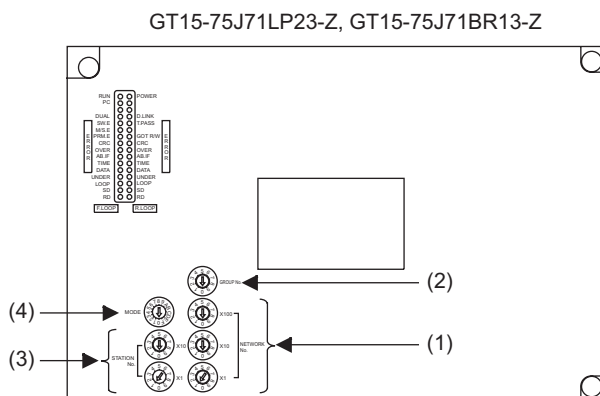 GT15-75J71LP23-Z, GT15-75J71BR13-Z
RUN POWER
PC
DUAL D.LINK
SW.E T.PASS
M/S.E
PRM.E GOT R/W
CRC CRC
OVER OVER
AB.IF AB.IF
TIME TIME
DATA DATA
UNDER UNDER
LOOP LOOP
SD SD
RD RD
ERROR ERROR
F.LOOP R.LOOP
GROUP No. (2)
(4) MODE X100
(3) STATION No. X10 X10 NETWORK No. (1)
X1 X1